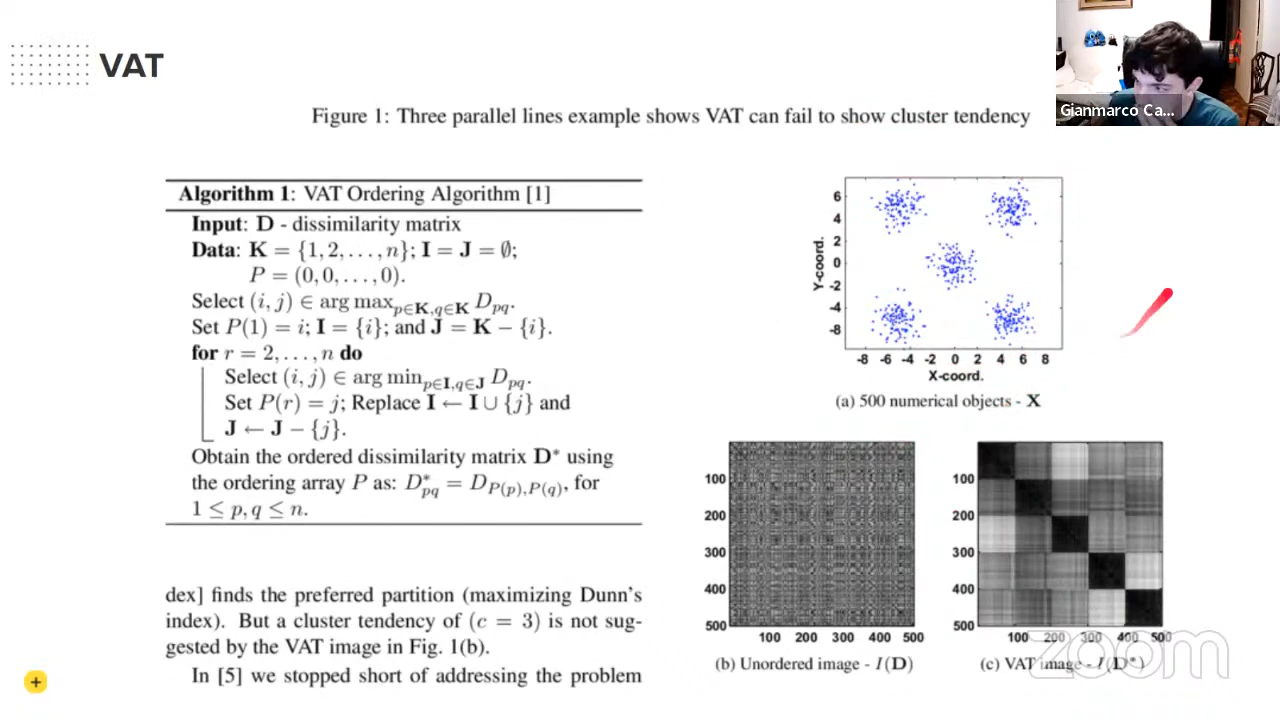 VAT
Gianmarco Ca...
Figure 1: Three parallel lines example shows VAT can fail to show cluster tendency
Algorithm 1: VAT Ordering Algorithm [1]
Input: D - dissimilarity matrix
Data: K = {1, 2, . . . , n}; I = J = ∅;
P = (0, 0, . . . , 0).
Select (i, j) ∈ arg max_{p∈K,q∈K} D_{pq}.
Set P(1) = i; I = {i}; and J = K − {i}.
for r = 2, . . . , n do
Select (i, j) ∈ arg min_{p∈I,q∈J} D_{pq}.
Set P(r) = j; Replace I ← I ∪ {j} and
J ← J − {j}.
Obtain the ordered dissimilarity matrix D* using
the ordering array P as: D*_{pq} = D_{P(p),P(q)}, for
1 ≤ p, q ≤ n.
dex] finds the preferred partition (maximizing Dunn's
index). But a cluster tendency of (c = 3) is not sug-
gested by the VAT image in Fig. 1(b).
In [5] we stopped short of addressing the problem
+
6
4
2
0
-2
-4
-8
Y-coord.
-8 -6 -4 -2 0 2 4 6 8
X-coord.
(a) 500 numerical objects - X
100
200
300
400
500
100 200 300 400 500
(b) Unordered image - I(D)
100
200
300
400
500
100 200 300 400 500
(c) VAT image - I(D*)
zoom